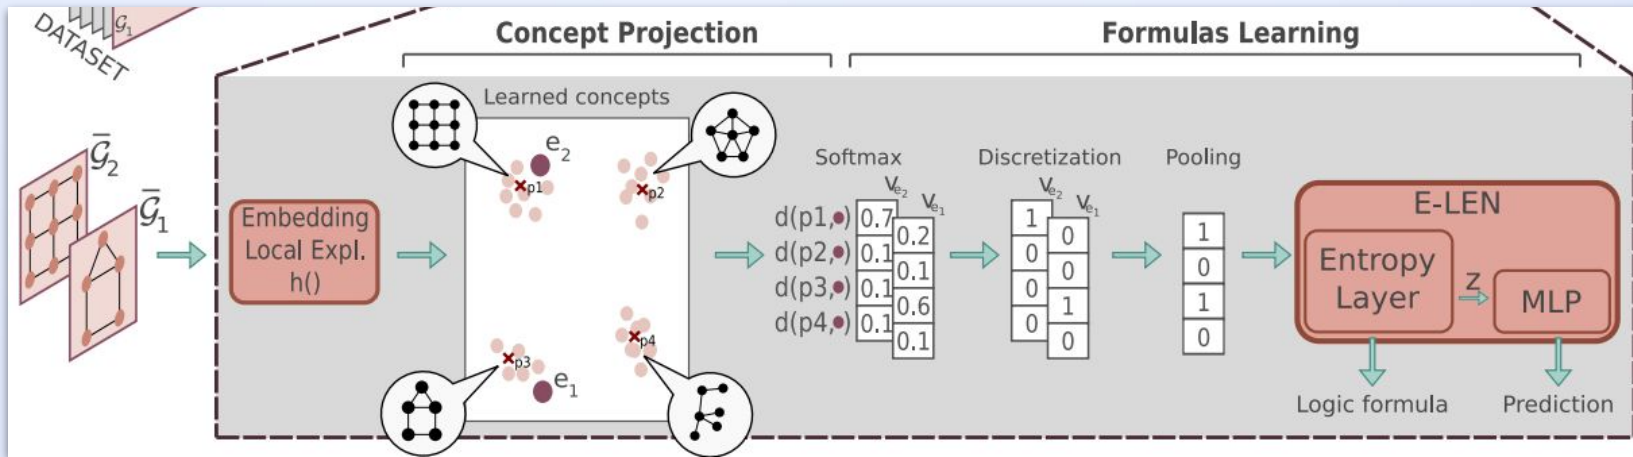 G1
DATASET
Concept Projection
Formulas Learning
Learned concepts
G̅2
G̅1
Embedding
Local Expl.
h()
e2
p1
p2
p3
e1
p4
Softmax
Discretization
Pooling
Ve2
Ve1
Ve2
Ve1
d(p1,●) 0.7 0.2
d(p2,●) 0.1 0.1
d(p3,●) 0.1 0.6
d(p4,●) 0.1 0.1
1 0
0 0
0 1
0 0
1
0
1
0
E-LEN
Entropy
Layer
Z
MLP
Logic formula
Prediction